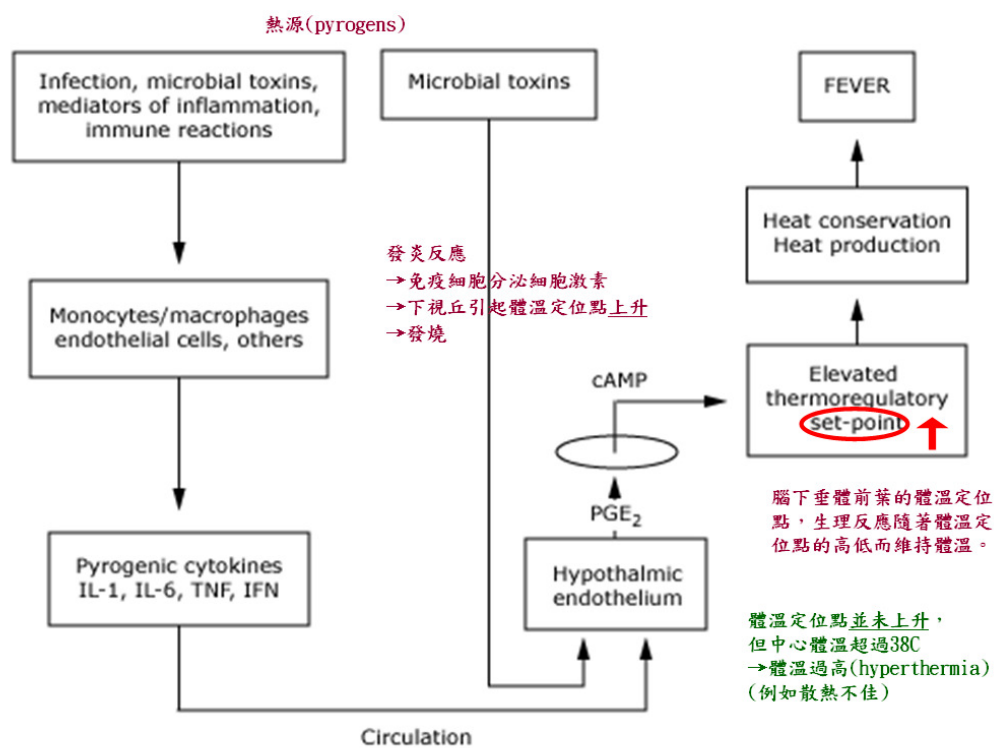 熱源(pyrogens)
Infection, microbial toxins,
mediators of inflammation,
immune reactions
Microbial toxins
FEVER
Heat conservation
Heat production
發炎反應
→免疫細胞分泌細胞激素
→下視丘引起體溫定位點上升
→發燒
Monocytes/macrophages
endothelial cells, others
cAMP
Elevated
thermoregulatory
set-point
腦下垂體前葉的體溫定位
點，生理反應隨著體溫定
位點的高低而維持體溫。
PGE₂
Pyrogenic cytokines
IL-1, IL-6, TNF, IFN
Hypothalmic
endothelium
體溫定位點並未上升，
但中心體溫超過38C
→體溫過高(hyperthermia)
(例如散熱不佳)
Circulation